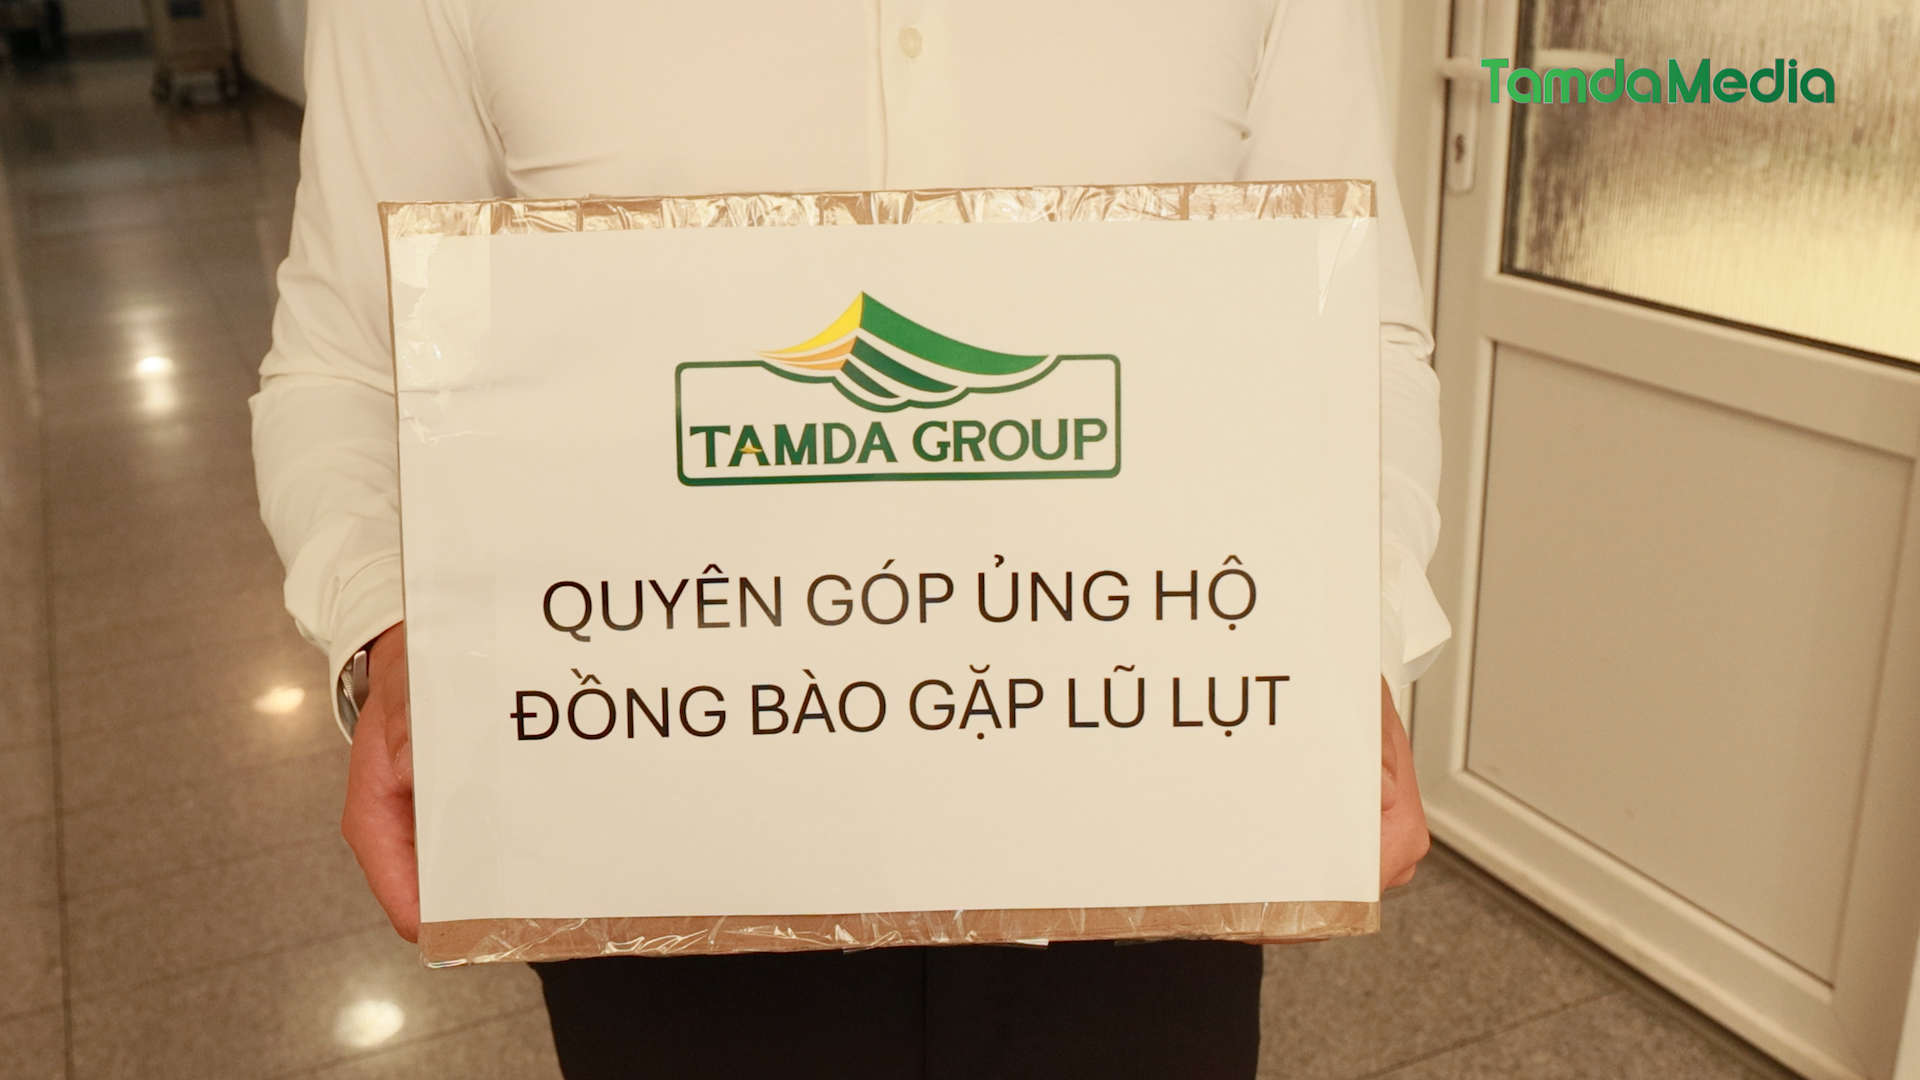 TamdaMedia
TAMDA GROUP
QUYÊN GÓP ỦNG HỘ
ĐỒNG BÀO GẶP LŨ LỤT